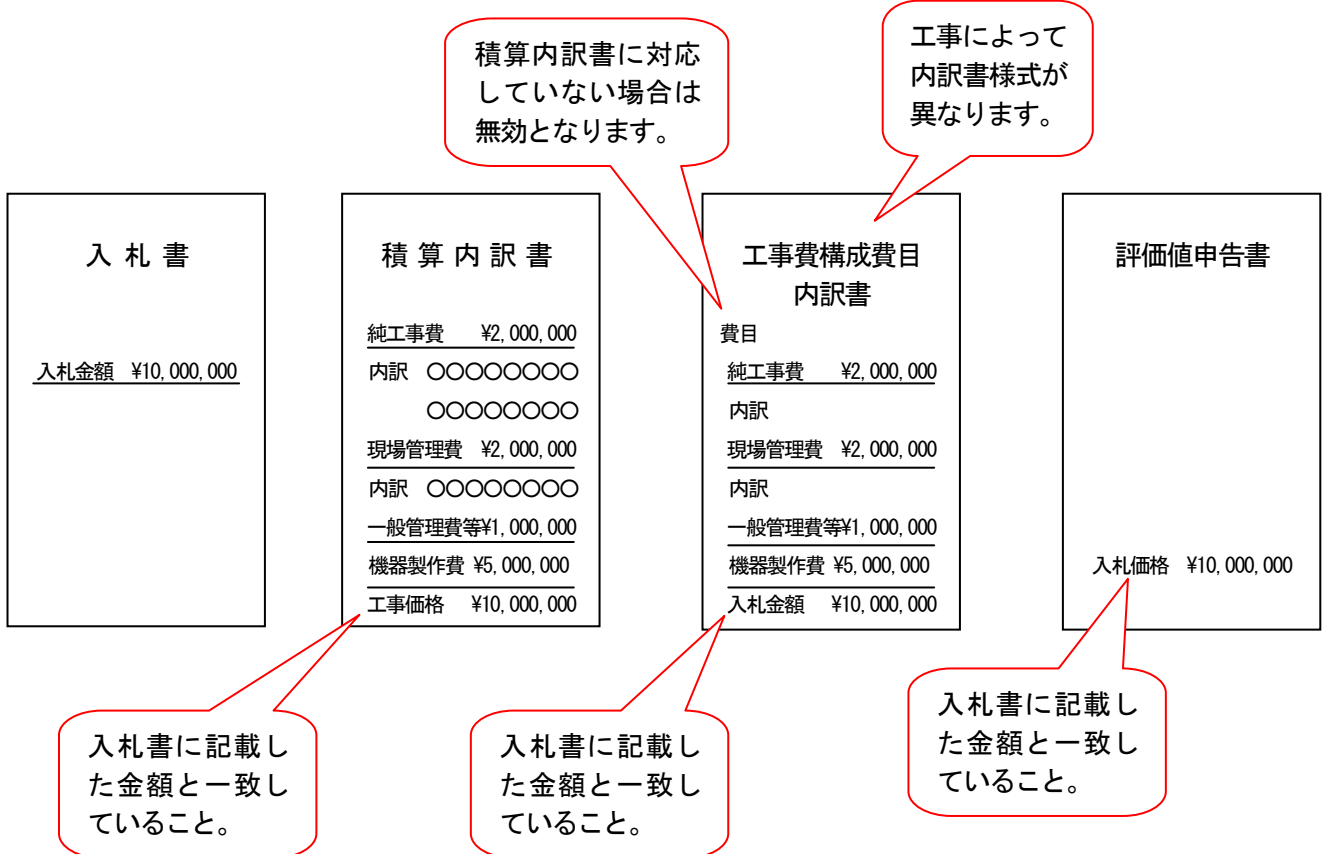 積算内訳書に対応
していない場合は
無効となります。
工事によって
内訳書様式が
異なります。
入札書
入札金額 ¥10,000,000
積算内訳書
純工事費 ¥2,000,000
内訳 〇〇〇〇〇〇〇〇
〇〇〇〇〇〇〇〇
現場管理費 ¥2,000,000
内訳 〇〇〇〇〇〇〇〇
一般管理費等¥1,000,000
機器製作費 ¥5,000,000
工事価格 ¥10,000,000
工事費構成費目
内訳書
費目
純工事費 ¥2,000,000
内訳
現場管理費 ¥2,000,000
内訳
一般管理費等¥1,000,000
機器製作費 ¥5,000,000
入札金額 ¥10,000,000
評価値申告書
入札価格 ¥10,000,000
入札書に記載し
た金額と一致し
ていること。
入札書に記載し
た金額と一致し
ていること。
入札書に記載し
た金額と一致し
ていること。